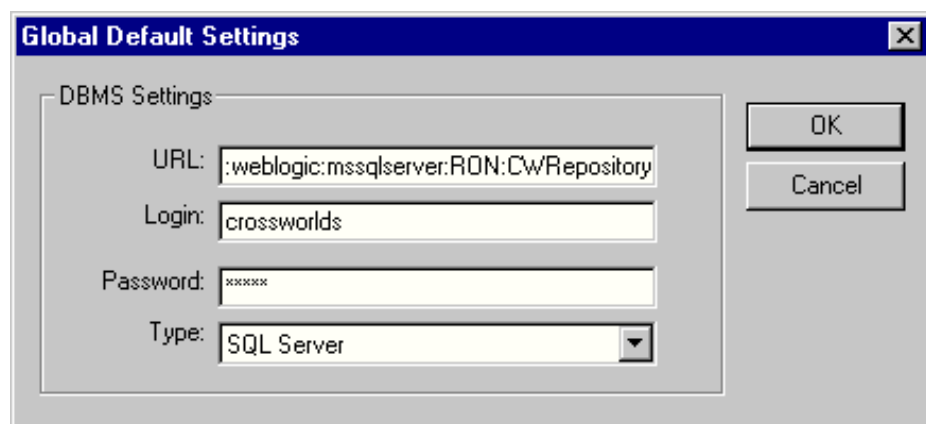 Global Default Settings
DBMS Settings
URL: :weblogic:mssqlserver:RON:CWRepository
Login: crossworlds
Password: *****
Type: SQL Server
OK
Cancel